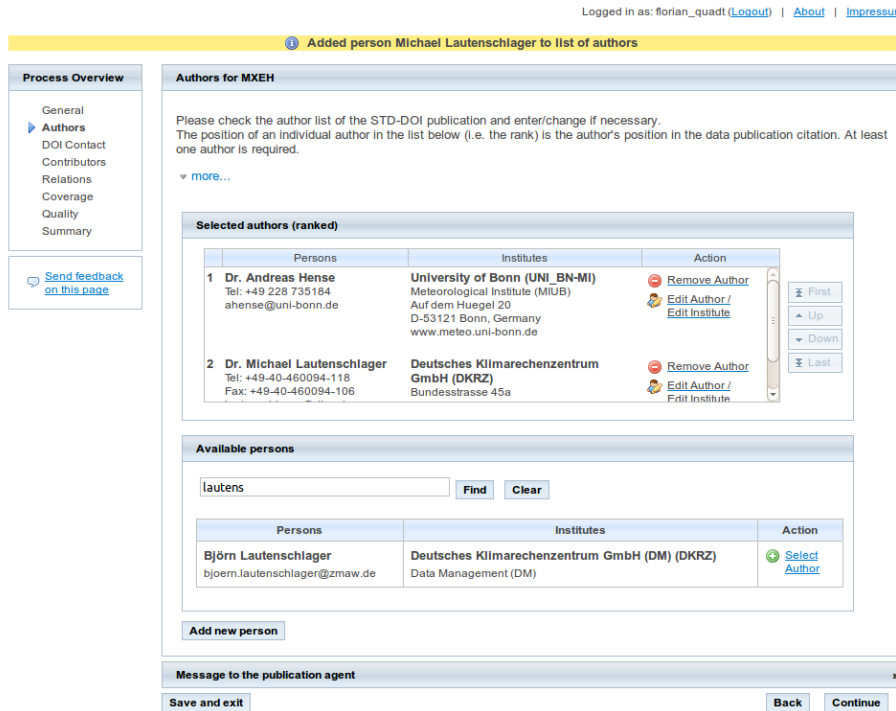 Logged in as: florian_quadt (Logout) | About | Impressu
Added person Michael Lautenschlager to list of authors
Process Overview
General
Authors
DOI Contact
Contributors
Relations
Coverage
Quality
Summary
Send feedback
on this page
Authors for MXEH
Please check the author list of the STD-DOI publication and enter/change if necessary.
The position of an individual author in the list below (i.e. the rank) is the author's position in the data publication citation. At least
one author is required.
more...
Selected authors (ranked)
Persons Institutes Action
1 Dr. Andreas Hense University of Bonn (UNI_BN-MI) Remove Author
Tel: +49 228 735184 Meteorological Institute (MIUB)
ahense@uni-bonn.de Auf dem Huegel 20 Edit Author /
D-53121 Bonn, Germany Edit Institute
www.meteo.uni-bonn.de
2 Dr. Michael Lautenschlager Deutsches Klimarechenzentrum Remove Author
Tel: +49-40-460094-118 GmbH (DKRZ)
Fax: +49-40-460094-106 Bundesstrasse 45a Edit Author /
Edit Institute
First
Up
Down
Last
Available persons
lautens Find Clear
Persons Institutes Action
Björn Lautenschlager Deutsches Klimarechenzentrum GmbH (DM) (DKRZ) Select
bjoern.lautenschlager@zmaw.de Data Management (DM) Author
Add new person
Message to the publication agent
Save and exit Back Continue